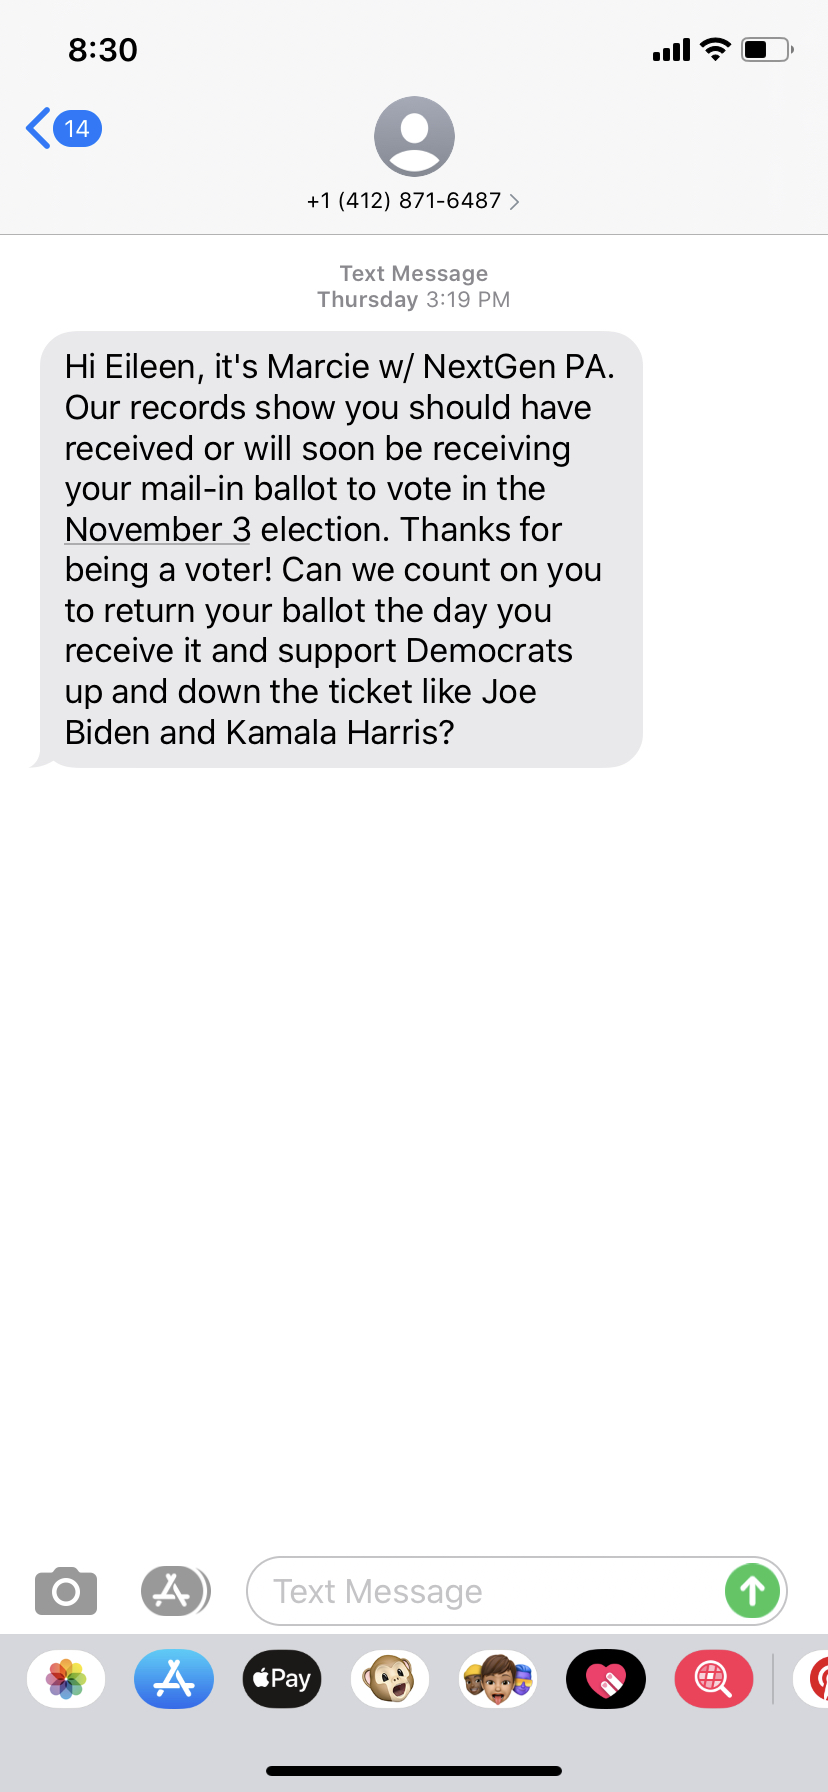 8:30
14
+1 (412) 871-6487
Text Message
Thursday 3:19 PM
Hi Eileen, it's Marcie w/ NextGen PA.
Our records show you should have
received or will soon be receiving
your mail-in ballot to vote in the
November 3 election. Thanks for
being a voter! Can we count on you
to return your ballot the day you
receive it and support Democrats
up and down the ticket like Joe
Biden and Kamala Harris?
Text Message
Pay